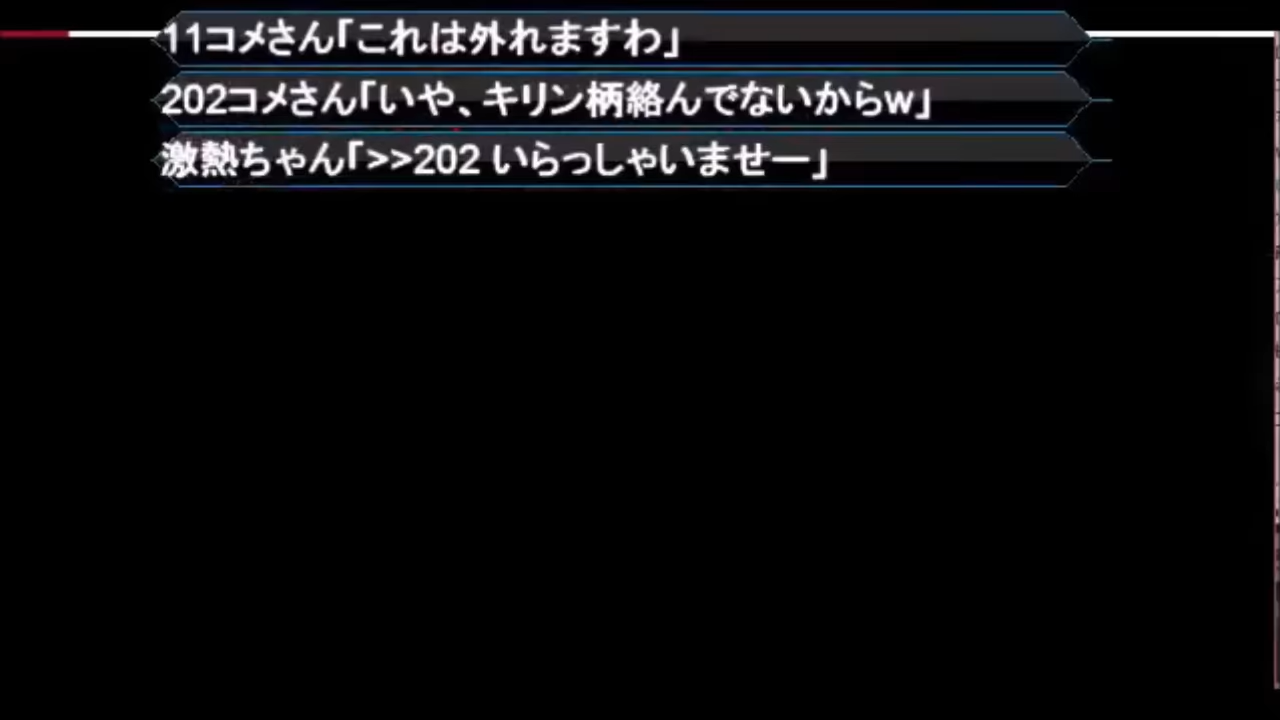 11コメさん「これは外れますわ」
202コメさん「いや、キリン柄絡んでないからw」
激熱ちゃん「>>202 いらっしゃいませー」